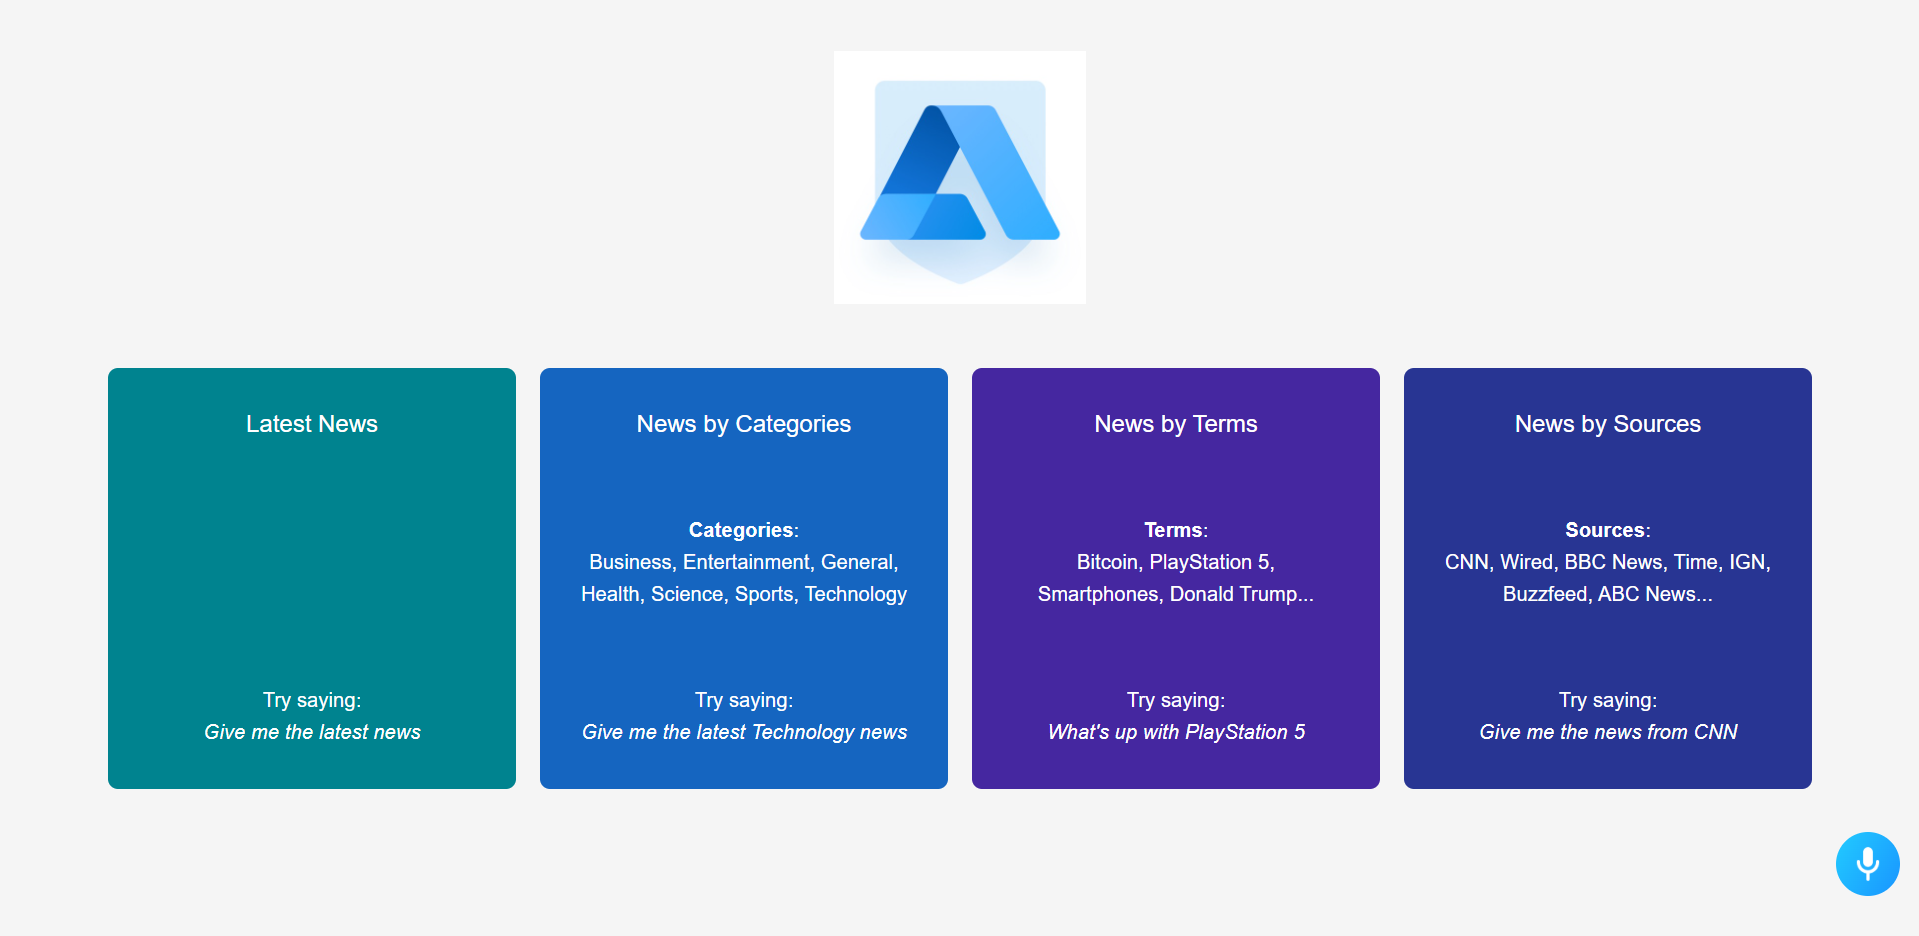 Latest News
Try saying:
Give me the latest news
News by Categories
Categories:
Business, Entertainment, General,
Health, Science, Sports, Technology
Try saying:
Give me the latest Technology news
News by Terms
Terms:
Bitcoin, PlayStation 5,
Smartphones, Donald Trump...
Try saying:
What's up with PlayStation 5
News by Sources
Sources:
CNN, Wired, BBC News, Time, IGN,
Buzzfeed, ABC News...
Try saying:
Give me the news from CNN